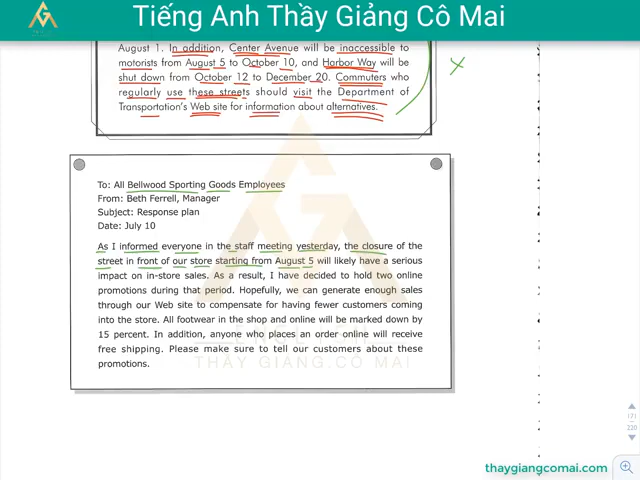 Tiếng Anh Thầy Giảng Cô Mai
August 1. In addition, Center Avenue will be inaccessible to
motorists from August 5 to October 10, and Harbor Way will be
shut down from October 12 to December 20. Commuters who
regularly use these streets should visit the Department of
Transportation's Web site for information about alternatives.
To: All Bellwood Sporting Goods Employees
From: Beth Ferrell, Manager
Subject: Response plan
Date: July 10
As I informed everyone in the staff meeting yesterday, the closure of the
street in front of our store starting from August 5 will likely have a serious
impact on in-store sales. As a result, I have decided to hold two online
promotions during that period. Hopefully, we can generate enough sales
through our Web site to compensate for having fewer customers coming
into the store. All footwear in the shop and online will be marked down by
15 percent. In addition, anyone who places an order online will receive
free shipping. Please make sure to tell our customers about these
promotions.
THẦY GIẢNG.CÔ MAI
220
thaygiangcomai.com